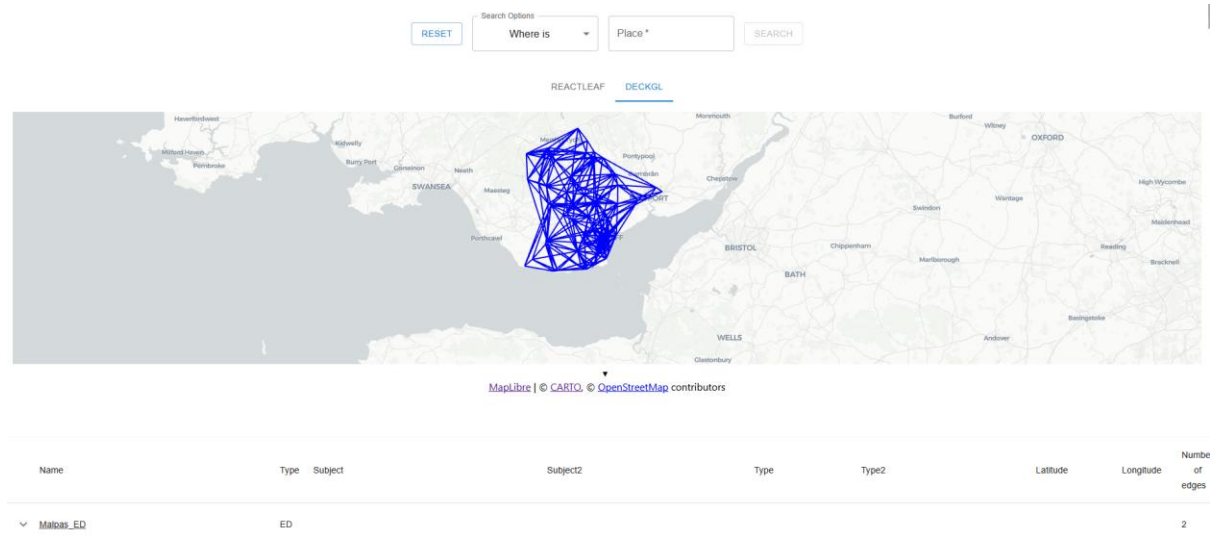 Search Options
RESET
Where is
Place *
SEARCH
REACTLEAF
DECKGL
Haverfordwest
Monmouth
Burford
Witney
OXFORD
Kidwelly
Milford Haven
Pontypool
Burry Port
Pembroke
Gorseinon
Neath
Chepstow
SWANSEA
Maesteg
High Wycombe
Wantage
Swindon
Maidenhead
Porthcawl
BRISTOL
Chippenham
Reading
Marlborough
Bracknell
BATH
Basingstoke
WELLS
Andover
Glastonbury
MapLibre | © CARTO, © OpenStreetMap contributors
Name Type Subject Subject2 Type Type2 Latitude Longitude Numbe
of
edges
Malpas_ED ED 2